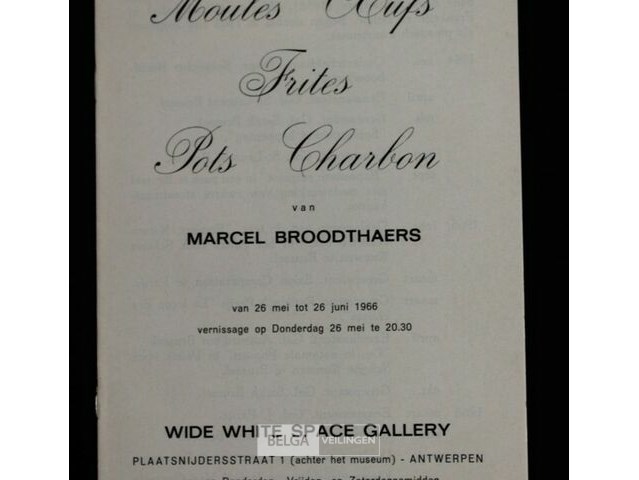 Moules Œufs
Frites
Pots Charbon
van
MARCEL BROODTHAERS
van 26 mei tot 26 juni 1966
vernissage op Donderdag 26 mei te 20.30
WIDE WHITE SPACE GALLERY
BELGA VEILINGEN
PLAATSNIJDERSSTRAAT 1 (achter het museum) - ANTWERPEN